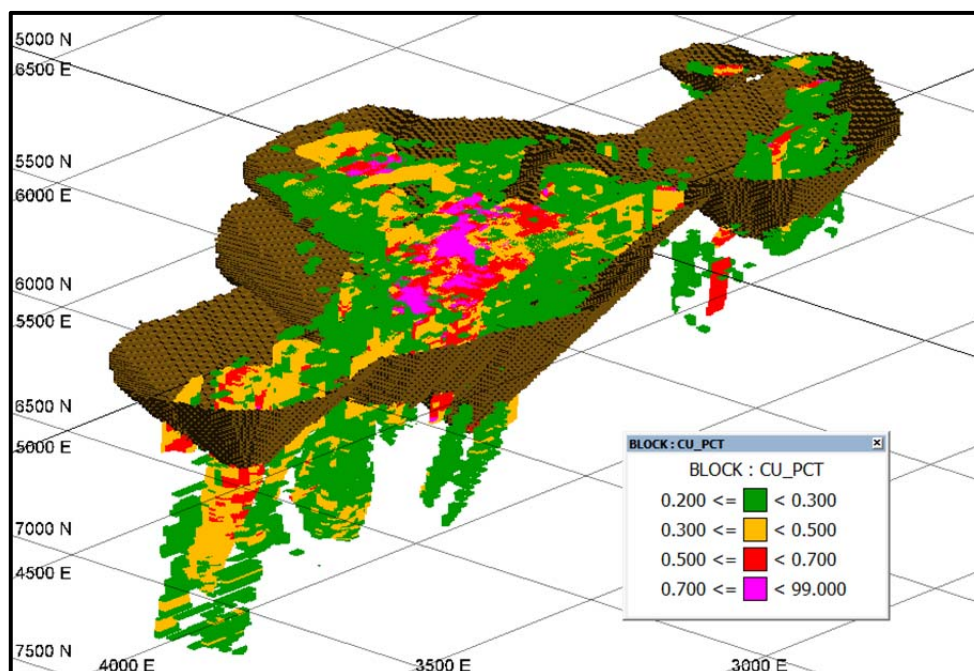 5000 N
6500 E
5500 N
6000 E
6000 N
5500 E
6500 N
5000 E
7000 N
4500 E
7500 N
4000 E
3500 E
3000 E
BLOCK : CU_PCT
BLOCK : CU_PCT
0.200 <= < 0.300
0.300 <= < 0.500
0.500 <= < 0.700
0.700 <= < 99.000